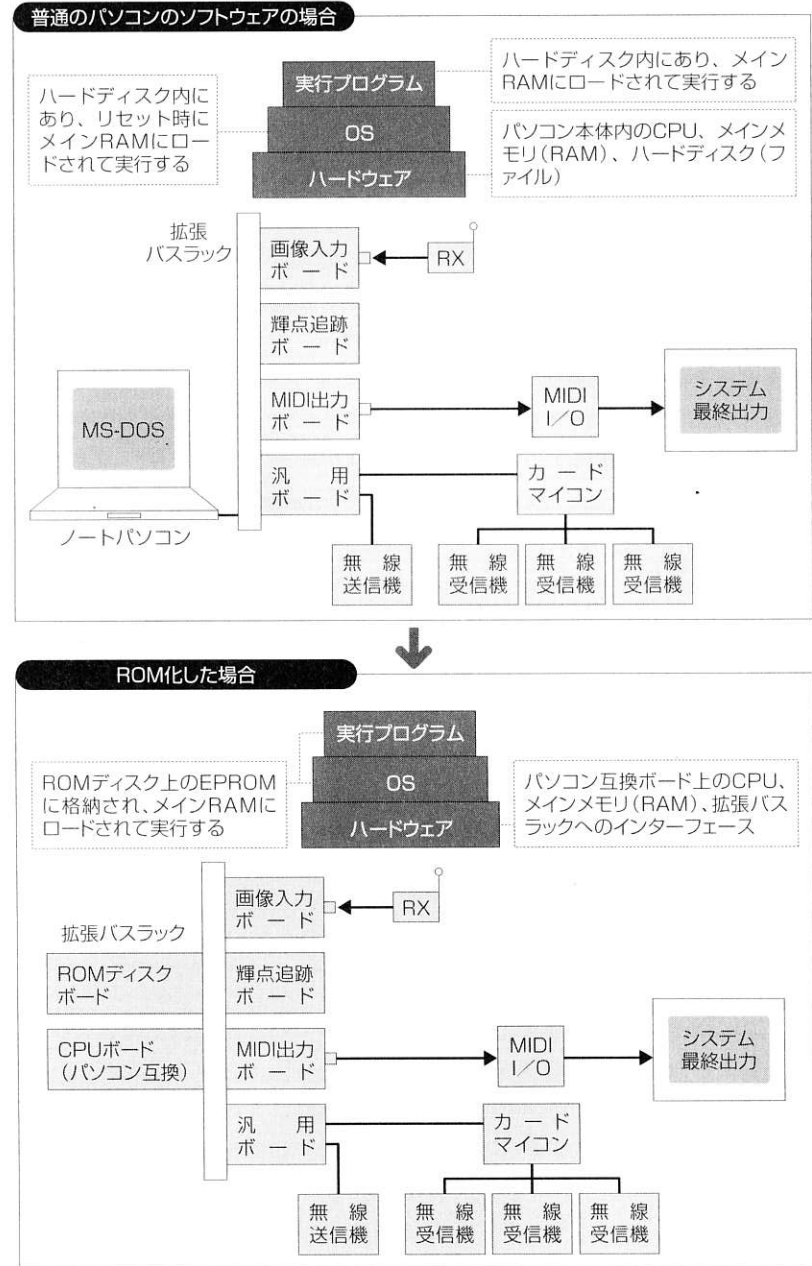 普通のパソコンのソフトウェアの場合
ハードディスク内に
あり、リセット時に
メインRAMにロー
ドされて実行する
実行プログラム
OS
ハードウェア
ハードディスク内にあり、メイン
RAMにロードされて実行する
パソコン本体内のCPU、メインメ
モリ(RAM)、ハードディスク(フ
ァイル)
拡張
バスラック
画像入力
ボード
RX
輝点追跡
ボード
MIDI出力
ボード
MIDI
I/O
システム
最終出力
MS-DOS
ノートパソコン
汎用
ボード
カード
マイコン
無線
送信機
無線
受信機
無線
受信機
無線
受信機
ROM化した場合
実行プログラム
OS
ハードウェア
ROMディスク上のEPROM
に格納され、メインRAMに
ロードされて実行する
パソコン互換ボード上のCPU、
メインメモリ(RAM)、拡張バス
ラックへのインターフェース
拡張バスラック
画像入力
ボード
RX
ROMディスク
ボード
輝点追跡
ボード
CPUボード
(パソコン互換)
MIDI出力
ボード
MIDI
I/O
システム
最終出力
汎用
ボード
カード
マイコン
無線
送信機
無線
受信機
無線
受信機
無線
受信機